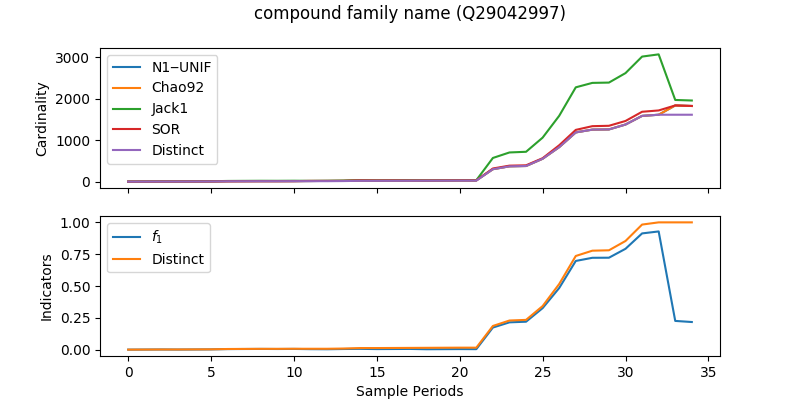 compound family name (Q29042997)
Cardinality
3000
2000
1000
0
N1−UNIF
Chao92
Jack1
SOR
Distinct
Indicators
1.00
0.75
0.50
0.25
0.00
f1
Distinct
0 5 10 15 20 25 30 35
Sample Periods